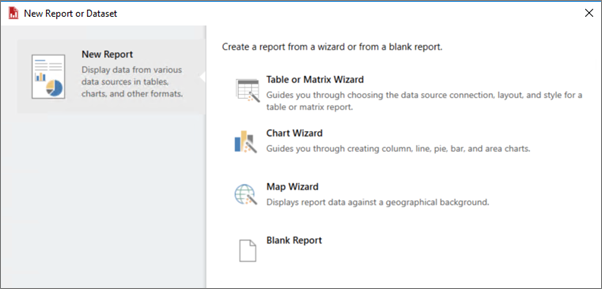 New Report or Dataset
New Report
Display data from various
data sources in tables,
charts, and other formats.
Create a report from a wizard or from a blank report.
Table or Matrix Wizard
Guides you through choosing the data source connection, layout, and style for a
table or matrix report.
Chart Wizard
Guides you through creating column, line, pie, bar, and area charts.
Map Wizard
Displays report data against a geographical background.
Blank Report